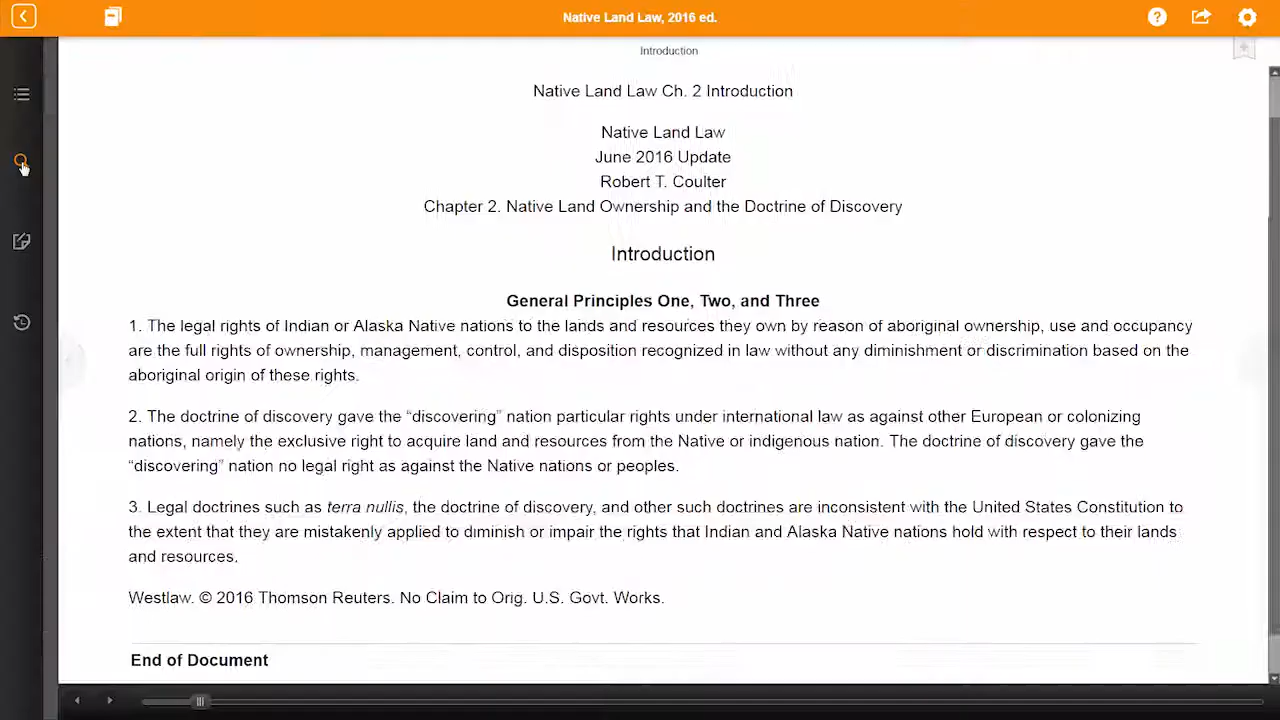 Native Land Law, 2016 ed.
Introduction
Native Land Law Ch. 2 Introduction
Native Land Law
June 2016 Update
Robert T. Coulter
Chapter 2. Native Land Ownership and the Doctrine of Discovery
Introduction
General Principles One, Two, and Three
1. The legal rights of Indian or Alaska Native nations to the lands and resources they own by reason of aboriginal ownership, use and occupancy
are the full rights of ownership, management, control, and disposition recognized in law without any diminishment or discrimination based on the
aboriginal origin of these rights.
2. The doctrine of discovery gave the “discovering” nation particular rights under international law as against other European or colonizing
nations, namely the exclusive right to acquire land and resources from the Native or indigenous nation. The doctrine of discovery gave the
“discovering” nation no legal right as against the Native nations or peoples.
3. Legal doctrines such as terra nullis, the doctrine of discovery, and other such doctrines are inconsistent with the United States Constitution to
the extent that they are mistakenly applied to diminish or impair the rights that Indian and Alaska Native nations hold with respect to their lands
and resources.
Westlaw. © 2016 Thomson Reuters. No Claim to Orig. U.S. Govt. Works.
End of Document